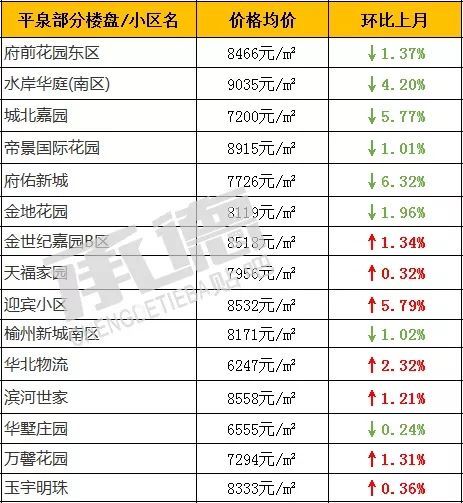 平泉部分楼盘/小区名 价格均价 环比上月
府前花园东区 8466元/㎡ ↓1.37%
水岸华庭(南区) 9035元/㎡ ↓4.20%
城北嘉园 7200元/㎡ ↓5.77%
帝景国际花园 8915元/㎡ ↓1.01%
府佑新城 7726元/㎡ ↓6.32%
金地花园 8119元/㎡ ↓1.96%
金世纪嘉园B区 8518元/㎡ ↑1.34%
天福家园 7956元/㎡ ↑0.32%
迎宾小区 8532元/㎡ ↑5.79%
榆州新城南区 8171元/㎡ ↓1.02%
华北物流 6247元/㎡ ↑2.32%
滨河世家 8558元/㎡ ↑1.21%
华墅庄园 6555元/㎡ ↓0.24%
万馨花园 7294元/㎡ ↑1.31%
玉宇明珠 8333元/㎡ ↑0.36%
承德